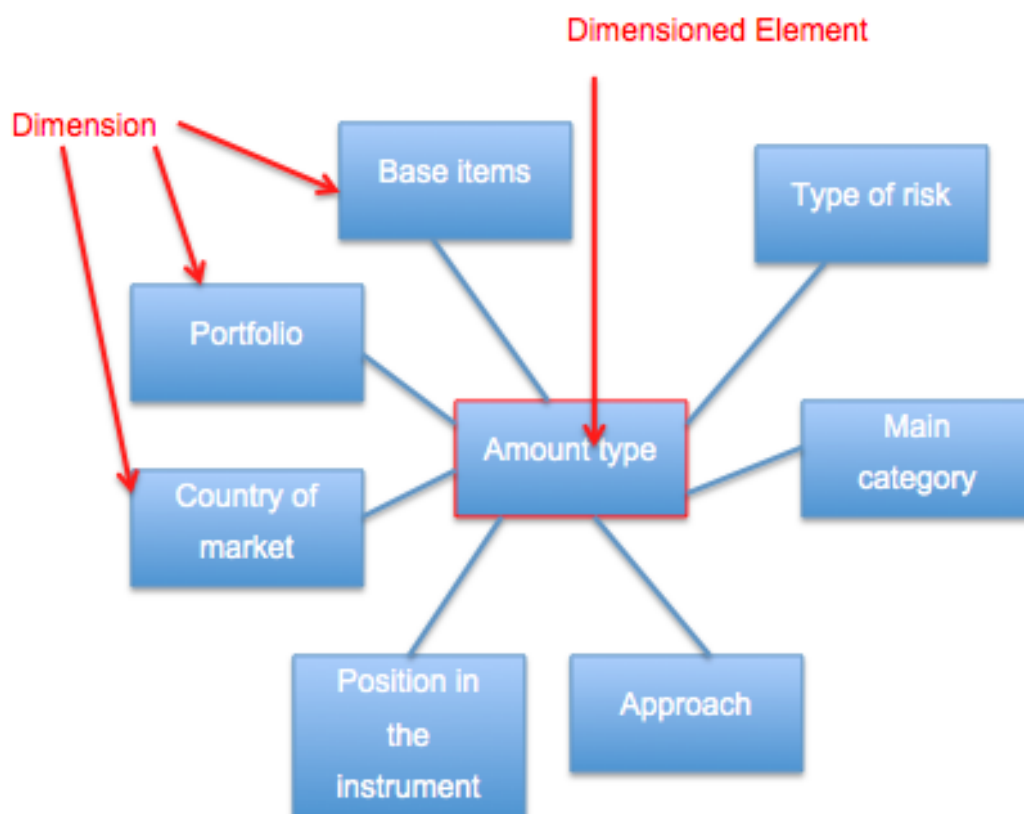 Dimensioned Element
Dimension
Base items
Type of risk
Portfolio
Amount type
Main
category
Country of
market
Position in
the
instrument
Approach